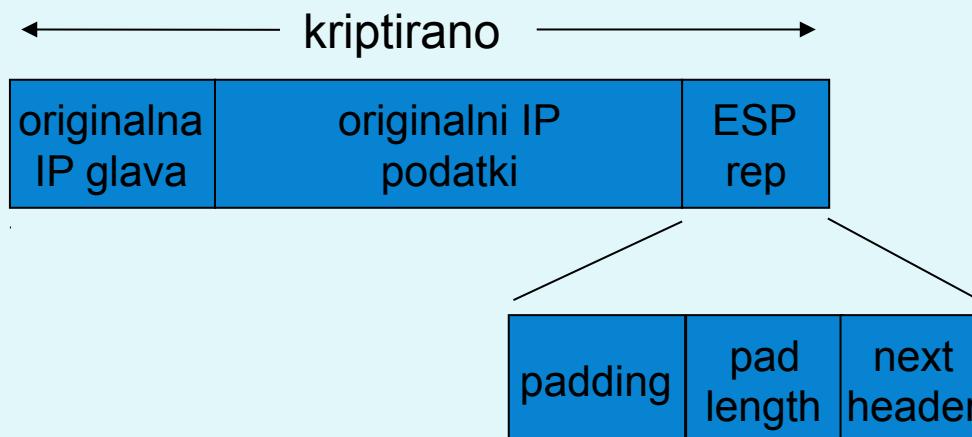 kriptirano
originalna
IP glava
originalni IP
podatki
ESP
rep
padding
pad
length
next
header